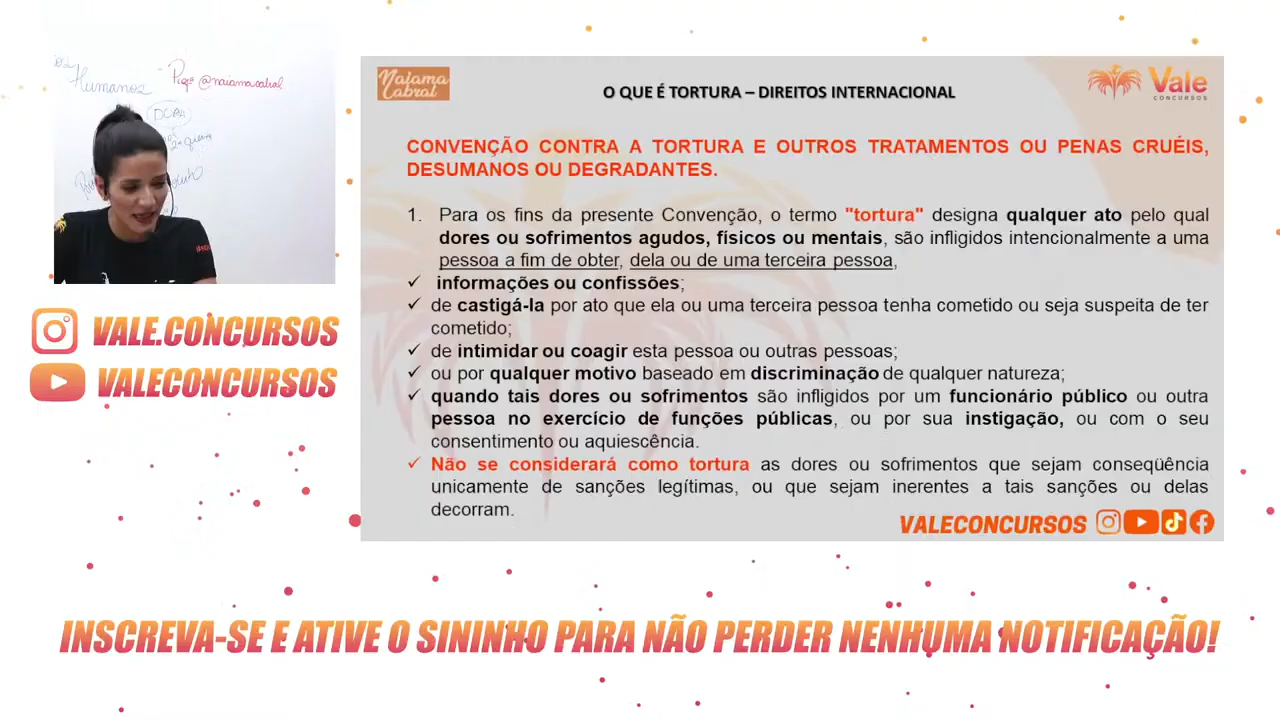 Humanos
Profª @naiamacabral
DUDH
2ª guerra
VALE.CONCURSOS
VALECONCURSOS
Naiama
Cabral
O QUE É TORTURA – DIREITOS INTERNACIONAL
Vale
CONCURSOS
CONVENÇÃO CONTRA A TORTURA E OUTROS TRATAMENTOS OU PENAS CRUÉIS,
DESUMANOS OU DEGRADANTES.
1. Para os fins da presente Convenção, o termo "tortura" designa qualquer ato pelo qual
dores ou sofrimentos agudos, físicos ou mentais, são infligidos intencionalmente a uma
pessoa a fim de obter, dela ou de uma terceira pessoa,
✓ informações ou confissões;
✓ de castigá-la por ato que ela ou uma terceira pessoa tenha cometido ou seja suspeita de ter
cometido;
✓ de intimidar ou coagir esta pessoa ou outras pessoas;
✓ ou por qualquer motivo baseado em discriminação de qualquer natureza;
✓ quando tais dores ou sofrimentos são infligidos por um funcionário público ou outra
pessoa no exercício de funções públicas, ou por sua instigação, ou com o seu
consentimento ou aquiescência.
✓ Não se considerará como tortura as dores ou sofrimentos que sejam conseqüência
unicamente de sanções legítimas, ou que sejam inerentes a tais sanções ou delas
decorram.
VALECONCURSOS
INSCREVA-SE E ATIVE O SININHO PARA NÃO PERDER NENHUMA NOTIFICAÇÃO!